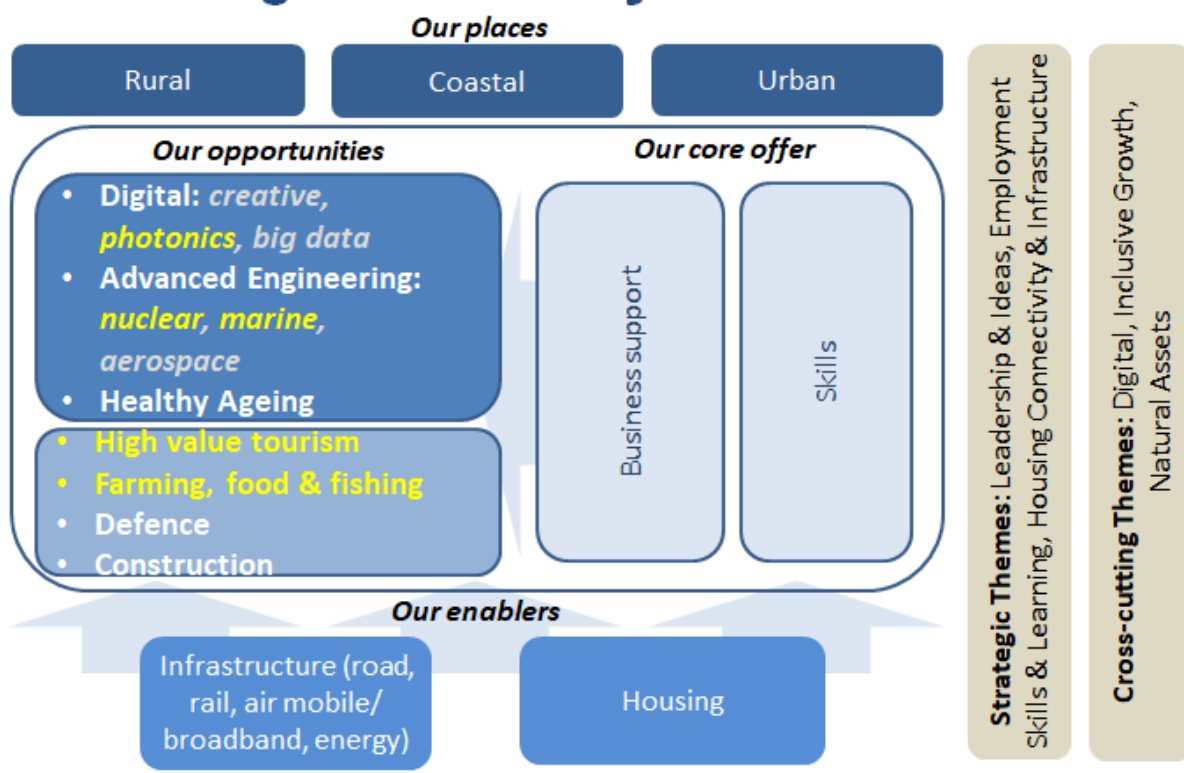 Our places
Rural
Coastal
Urban
Our opportunities
• Digital: creative,
photonics, big data
• Advanced Engineering:
nuclear, marine,
aerospace
• Healthy Ageing
• High value tourism
• Farming, food & fishing
• Defence
• Construction
Our core offer
Business support
Skills
Our enablers
Infrastructure (road,
rail, air mobile/
broadband, energy)
Housing
Strategic Themes: Leadership & Ideas, Employment
Skills & Learning, Housing Connectivity & Infrastructure
Cross-cutting Themes: Digital, Inclusive Growth,
Natural Assets